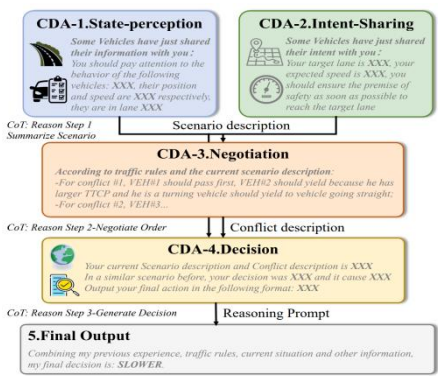 CDA-1.State-perception
Some Vehicles have just shared
their information with you :
You should pay attention to the
behavior of the following
vehicles: XXX, their position
and speed are XXX respectively,
they are in lane XXX
CDA-2.Intent-Sharing
Some Vehicles have just shared
their intent with you :
Your target lane is XXX, your
expected speed is XXX. you
should ensure the premise of
safety as soon as possible to
reach the target lane
CoT: Reason Step 1
Summarize Scenario
Scenario description
CDA-3.Negotiation
According to traffic rules and the current scenario description:
-For conflict #1, VEH#1 should pass first, VEH#2 should yield because he has
larger TTCP and he is a turning vehicle should yield to vehicle going straight;
-For conflict #2, VEH#3...
CoT: Reason Step 2-Negotiate Order
Conflict description
CDA-4.Decision
Your current Scenario description and Conflict description is XXX
In a similar scenario before, your decision was XXX and it cause XXX
Output your final action in the following format: XXX
CoT: Reason Step 3-Generate Decision
Reasoning Prompt
5.Final Output
Combining my previous experience, traffic rules, current situation and other information,
my final decision is: SLOWER.